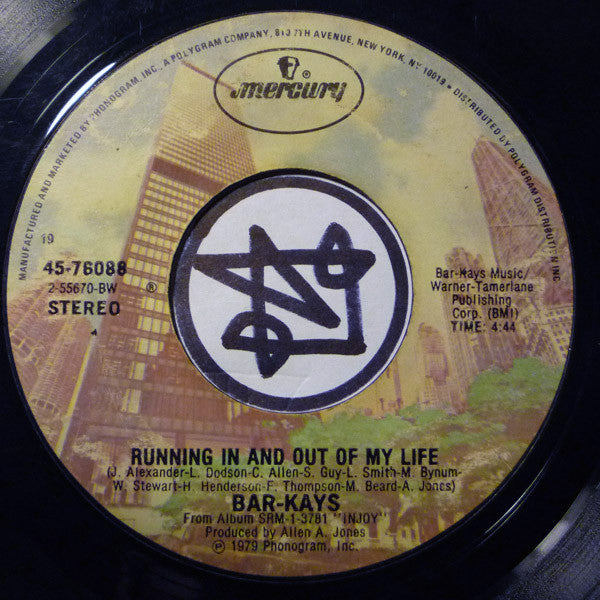 MANUFACTURED AND MARKETED BY PHONOGRAM, INC., A POLYGRAM COMPANY, 810 7TH AVENUE, NEW YORK, NY 10019 • DISTRIBUTED BY POLYGRAM DISTRIBUTION INC.
mercury ®
19
45-76088
2-55670-BW ®
STEREO
Bar-Kays Music/
Warner-Tamerlane
Publishing
Corp. (BMI)
TIME: 4:44
RUNNING IN AND OUT OF MY LIFE
(J. Alexander-L. Dodson-C. Allen-S. Guy-L. Smith-M. Bynum-
W. Stewart-H. Henderson-F. Thompson-M. Beard-A. Jones)
BAR-KAYS
From Album SRM-1-3781 "INJOY"
Produced by Allen A. Jones
℗ 1979 Phonogram, Inc.